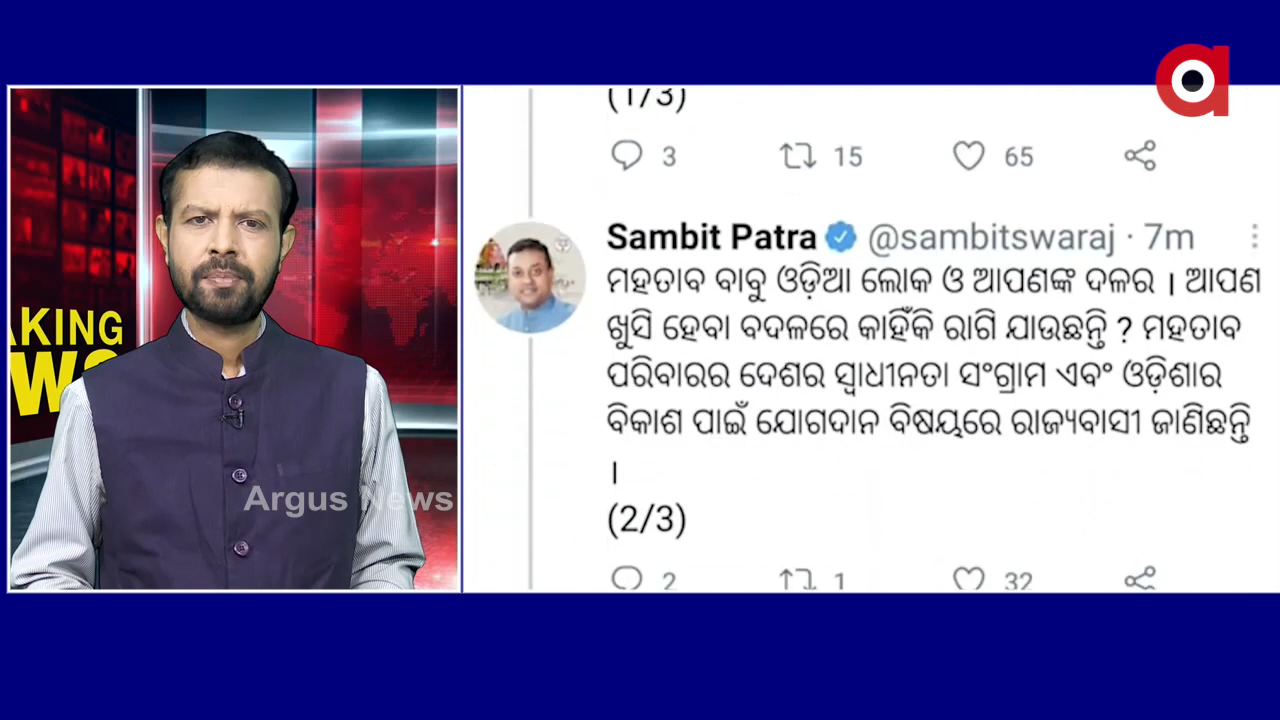 (1/3)
3 15 65
Sambit Patra @sambitswaraj · 7m
ମହତାବ ବାବୁ ଓଡ଼ିଆ ଲୋକ ଓ ଆପଣଙ୍କ ଦଳର । ଆପଣ
ଖୁସି ହେବା ବଦଳରେ କାହିଁକି ରାଗି ଯାଉଛନ୍ତି ? ମହତାବ
ପରିବାରର ଦେଶର ସ୍ୱାଧୀନତା ସଂଗ୍ରାମ ଏବଂ ଓଡ଼ିଶାର
ବିକାଶ ପାଇଁ ଯୋଗଦାନ ବିଷୟରେ ରାଜ୍ୟବାସୀ ଜାଣିଛନ୍ତି
।
(2/3)
2 1 32
AKING
Argus News